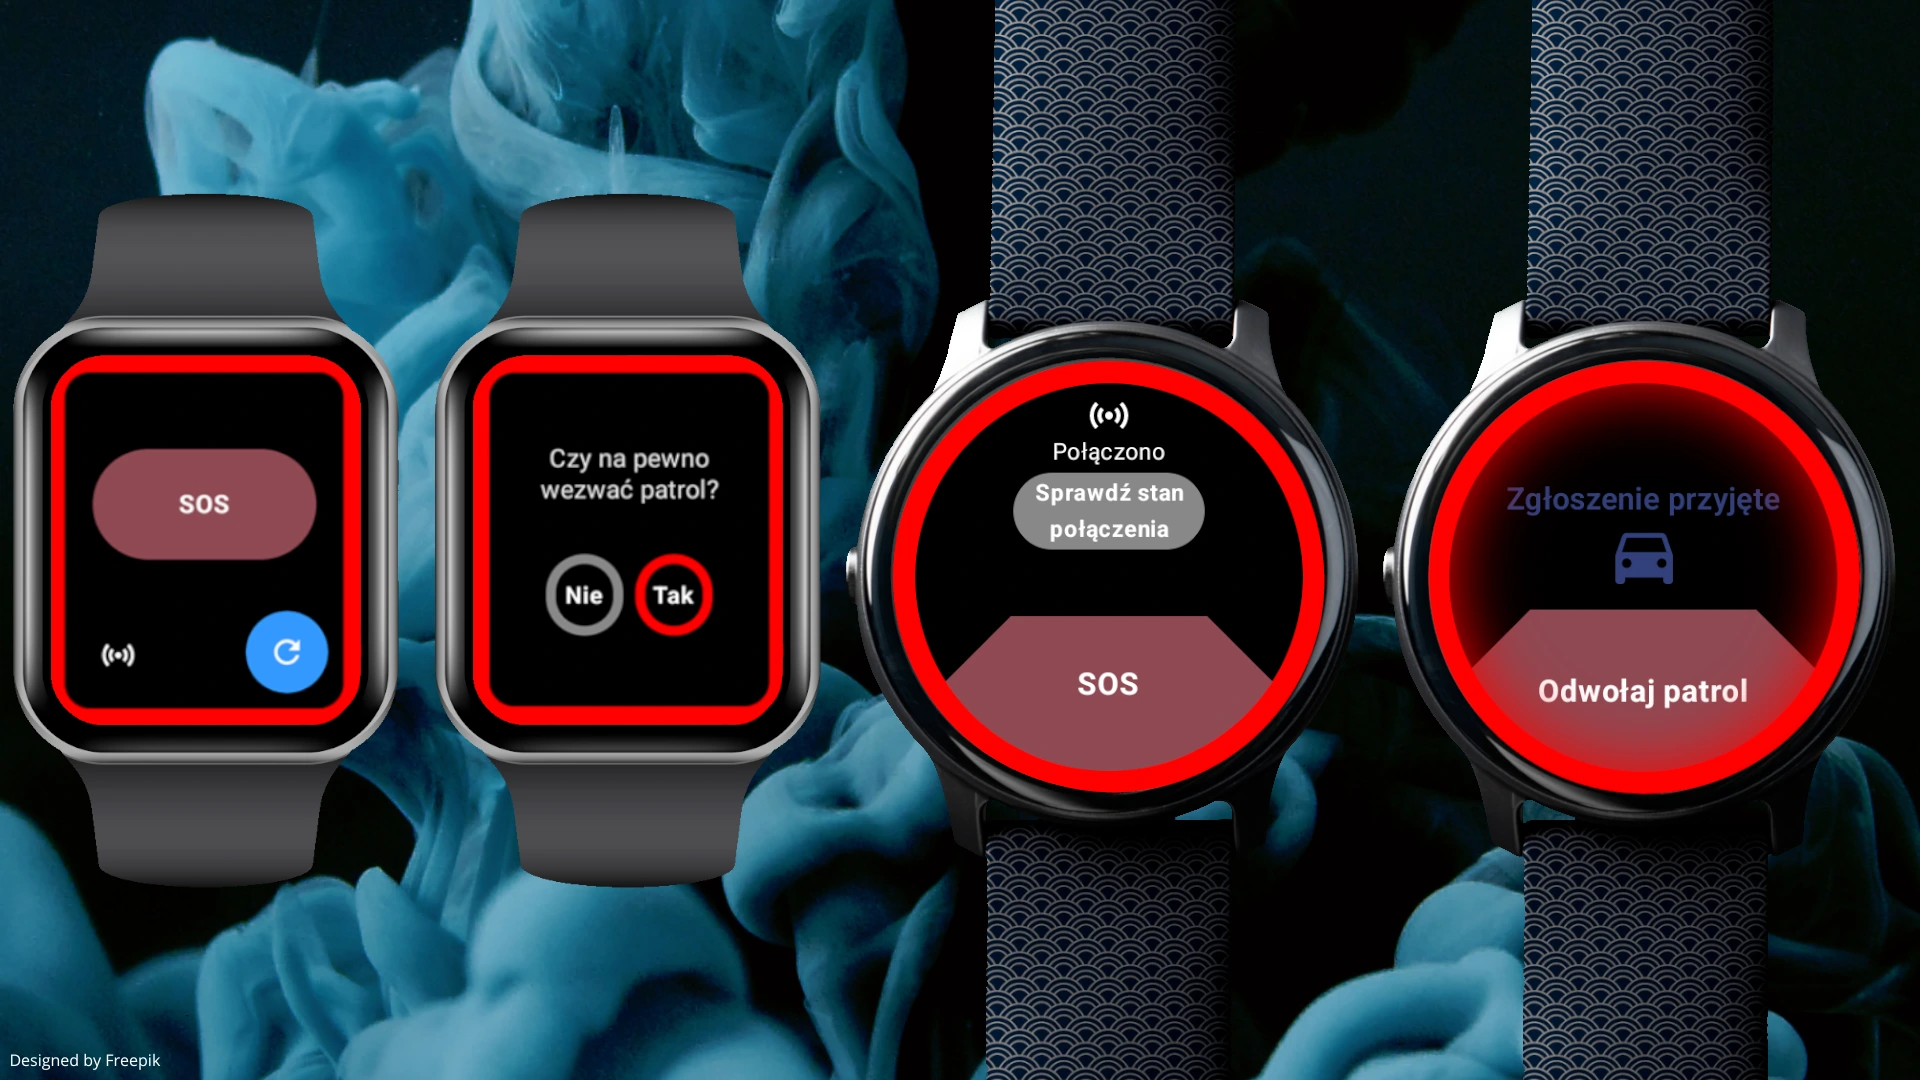 SOS
Czy na pewno
wezwać patrol?
Nie
Tak
Połączono
Sprawdź stan
połączenia
SOS
Zgłoszenie przyjęte
Odwołaj patrol
Designed by Freepik